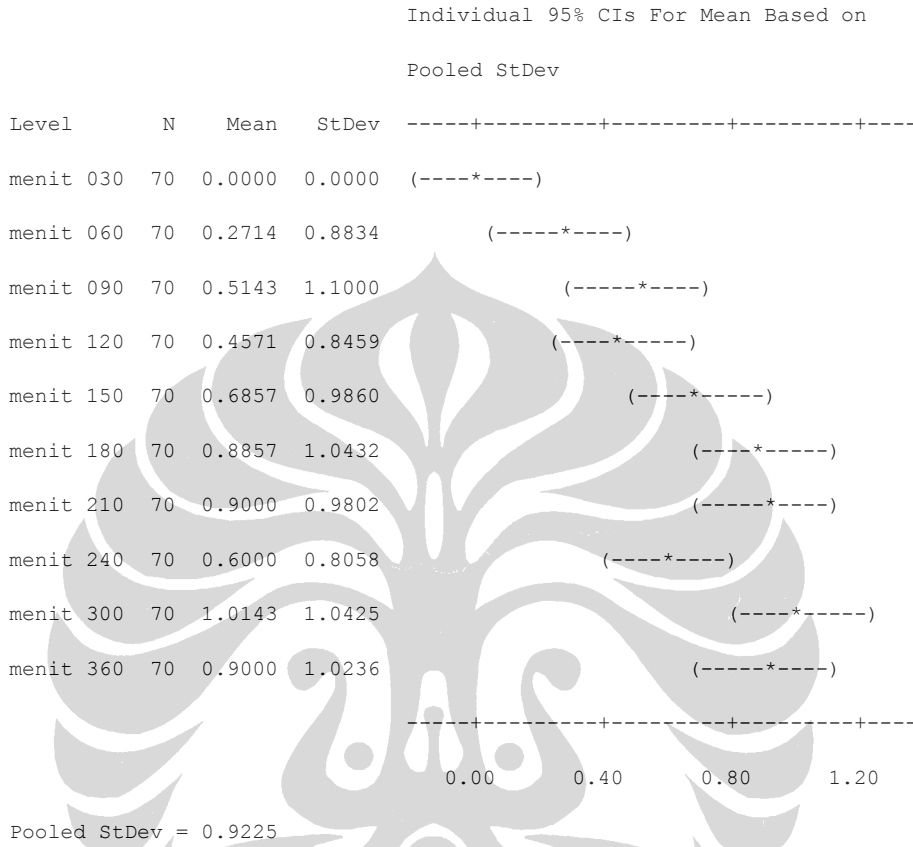 Individual 95% CIs For Mean Based on
Pooled StDev
Level N Mean StDev -----+---------+---------+---------+----
menit 030 70 0.0000 0.0000 (----*----)
menit 060 70 0.2714 0.8834 (-----*----)
menit 090 70 0.5143 1.1000 (-----*----)
menit 120 70 0.4571 0.8459 (----*-----)
menit 150 70 0.6857 0.9860 (----*-----)
menit 180 70 0.8857 1.0432 (----*-----)
menit 210 70 0.9000 0.9802 (-----*----)
menit 240 70 0.6000 0.8058 (----*----)
menit 300 70 1.0143 1.0425 (----*-----)
menit 360 70 0.9000 1.0236 (-----*----)
-----+---------+---------+---------+----
0.00 0.40 0.80 1.20
Pooled StDev = 0.9225